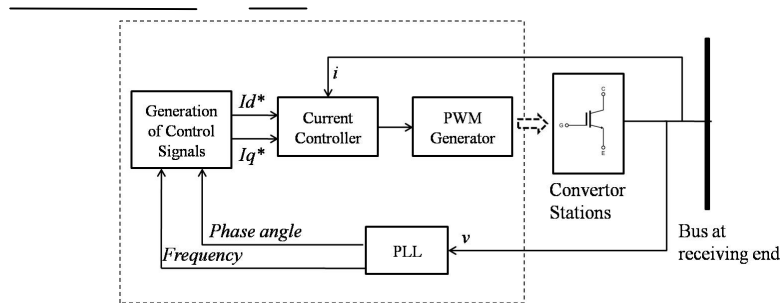 i
Generation
of Control
Signals
Id*
Iq*
Current
Controller
PWM
Generator
C
G
E
Convertor
Stations
Phase angle
Frequency
PLL
v
Bus at
receiving end